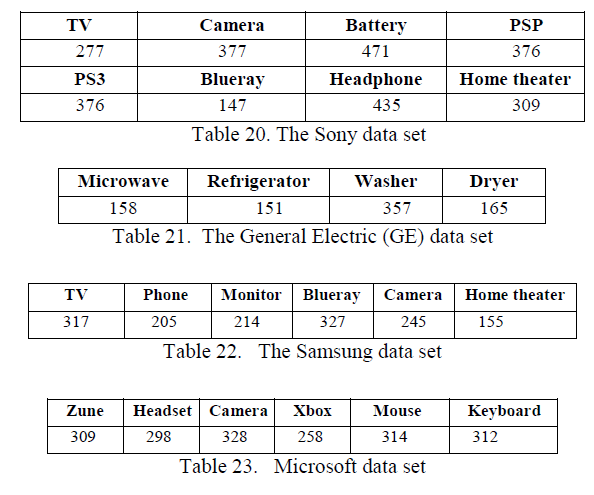 TV Camera Battery PSP
277 377 471 376
PS3 Blueray Headphone Home theater
376 147 435 309
Table 20. The Sony data set
Microwave Refrigerator Washer Dryer
158 151 357 165
Table 21. The General Electric (GE) data set
TV Phone Monitor Blueray Camera Home theater
317 205 214 327 245 155
Table 22. The Samsung data set
Zune Headset Camera Xbox Mouse Keyboard
309 298 328 258 314 312
Table 23. Microsoft data set